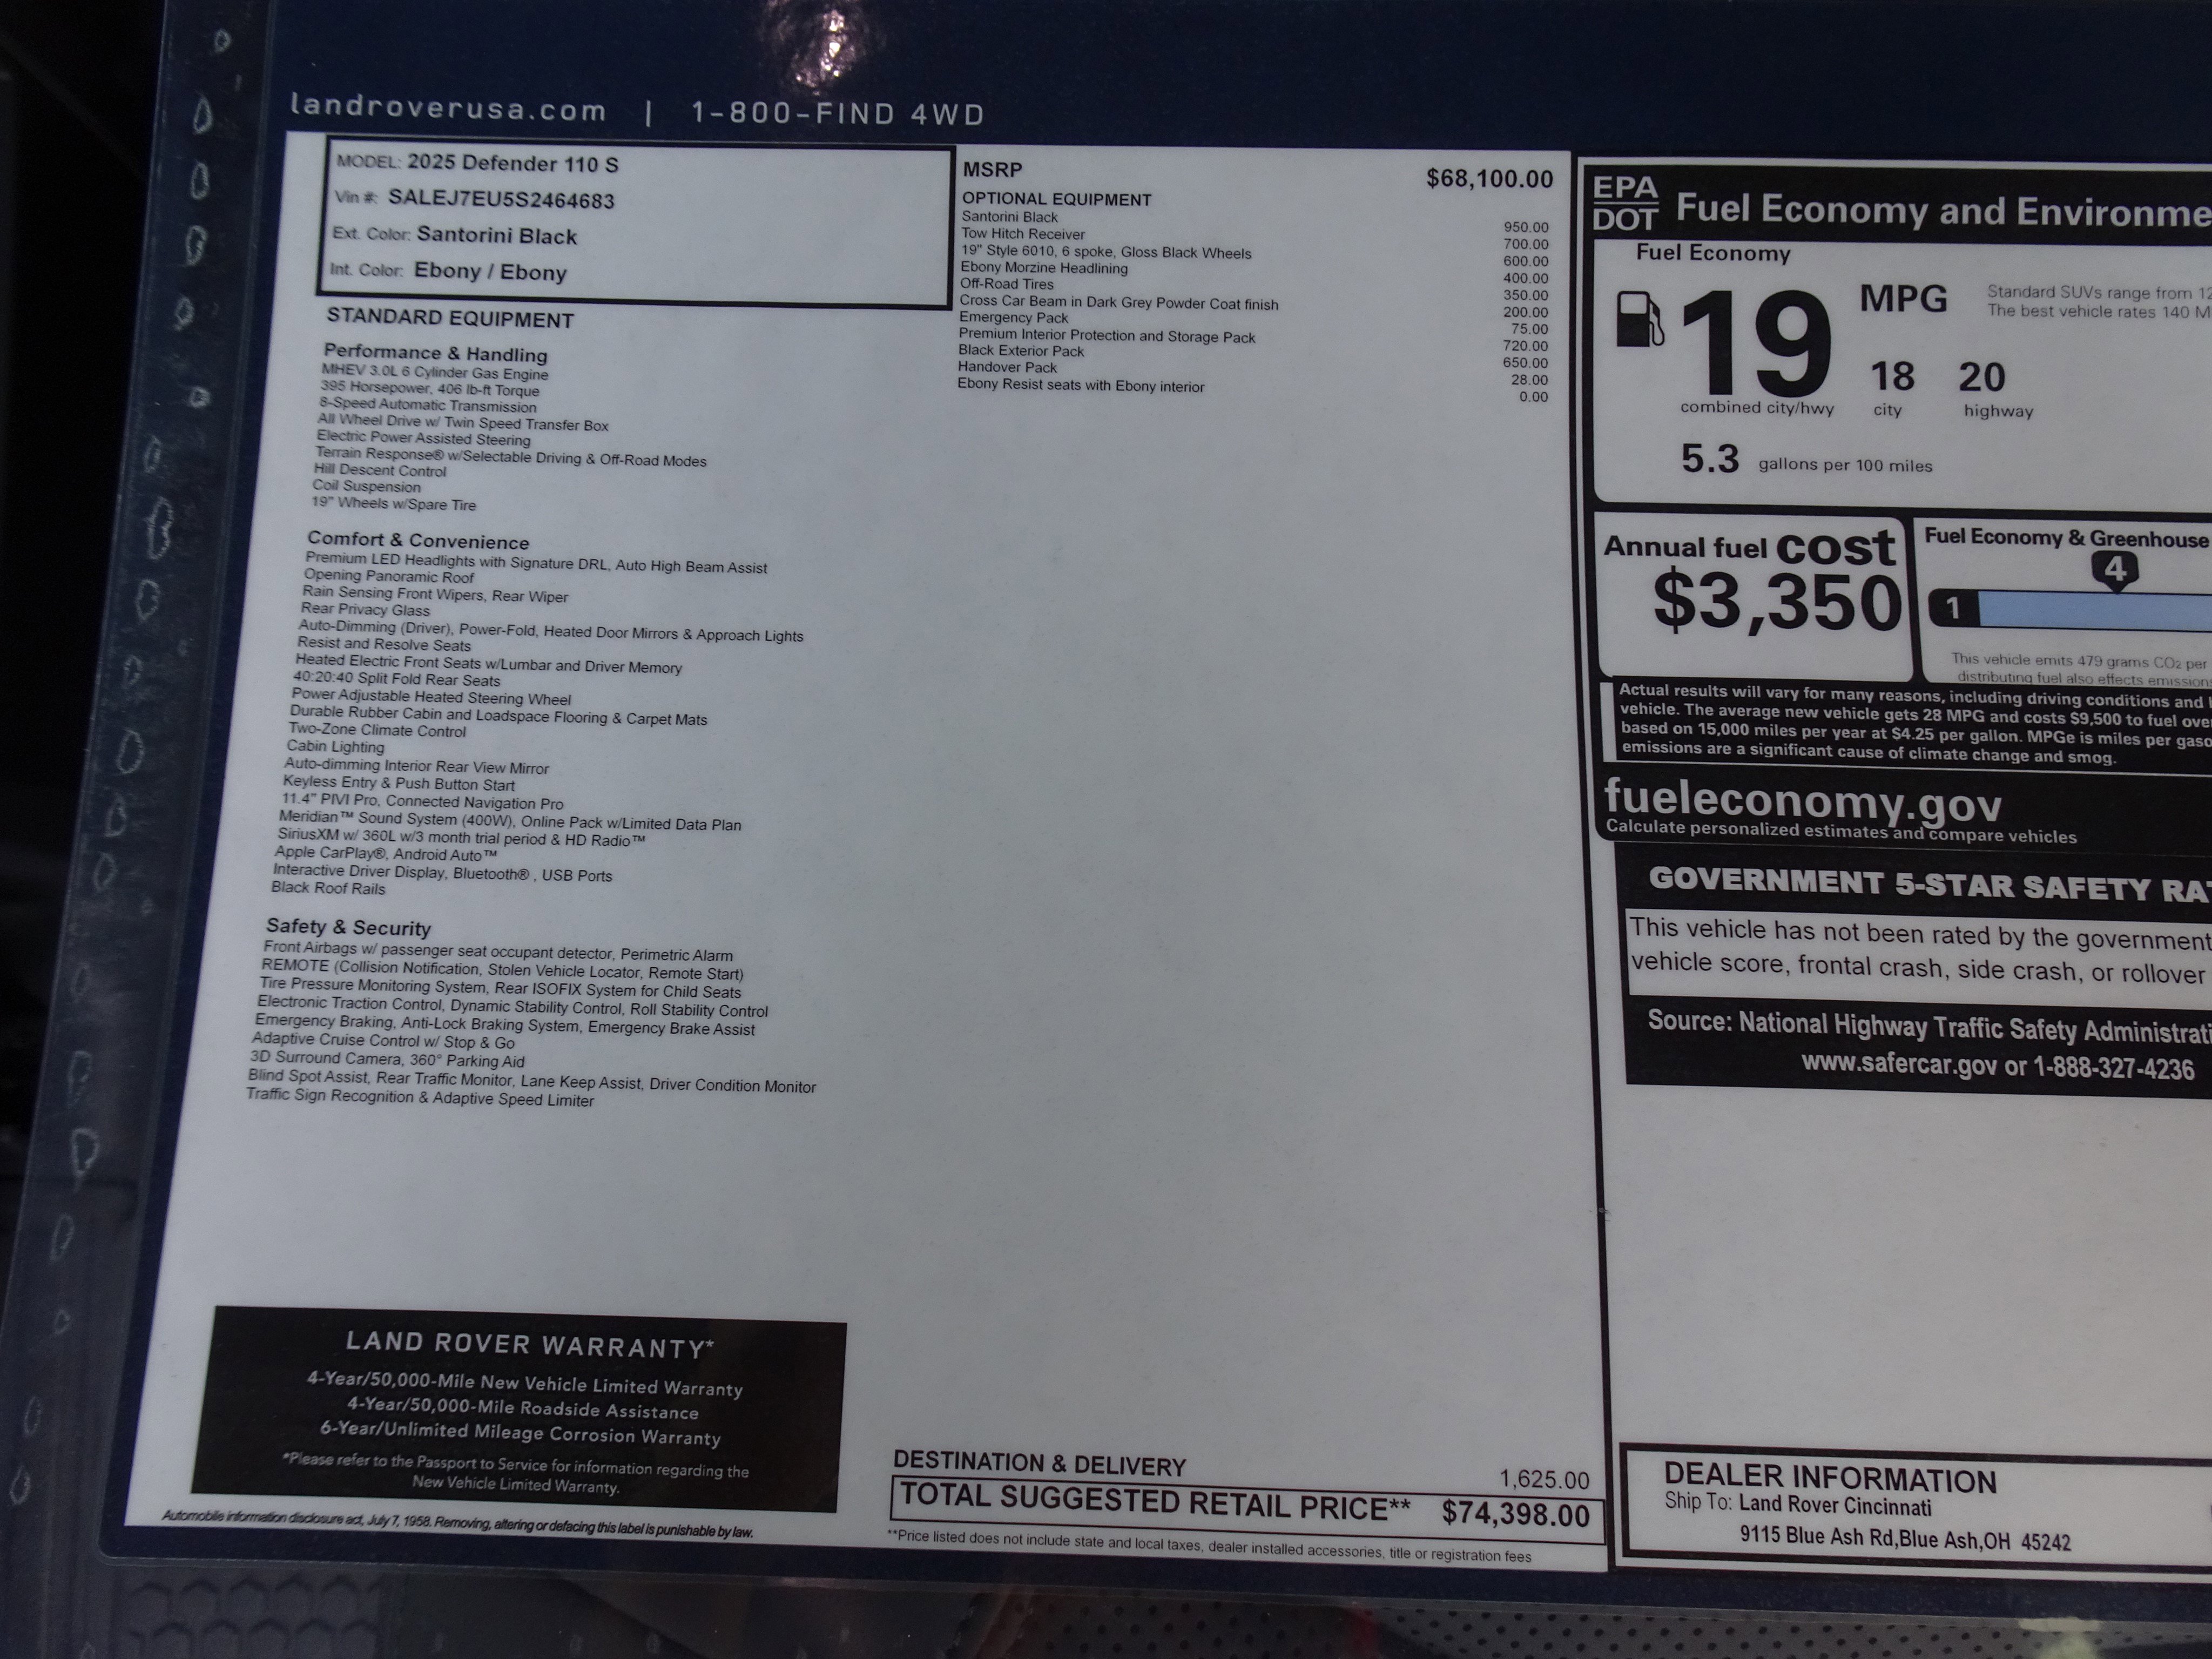 landroverusa.com | 1-800-FIND 4WD
MODEL: 2025 Defender 110 S
Vin #: SALEJ7EU5S2464683
Ext. Color: Santorini Black
Int. Color: Ebony / Ebony
STANDARD EQUIPMENT
Performance & Handling
MHEV 3.0L 6 Cylinder Gas Engine
395 Horsepower, 406 lb-ft Torque
8-Speed Automatic Transmission
All Wheel Drive w/ Twin Speed Transfer Box
Electric Power Assisted Steering
Terrain Response® w/Selectable Driving & Off-Road Modes
Hill Descent Control
Coil Suspension
19" Wheels w/Spare Tire
Comfort & Convenience
Premium LED Headlights with Signature DRL, Auto High Beam Assist
Opening Panoramic Roof
Rain Sensing Front Wipers, Rear Wiper
Rear Privacy Glass
Auto-Dimming (Driver), Power-Fold, Heated Door Mirrors & Approach Lights
Resist and Resolve Seats
Heated Electric Front Seats w/Lumbar and Driver Memory
40:20:40 Split Fold Rear Seats
Power Adjustable Heated Steering Wheel
Durable Rubber Cabin and Loadspace Flooring & Carpet Mats
Two-Zone Climate Control
Cabin Lighting
Auto-dimming Interior Rear View Mirror
Keyless Entry & Push Button Start
11.4" PIVI Pro, Connected Navigation Pro
Meridian™ Sound System (400W), Online Pack w/Limited Data Plan
SiriusXM w/ 360L w/3 month trial period & HD Radio™
Apple CarPlay®, Android Auto™
Interactive Driver Display, Bluetooth® , USB Ports
Black Roof Rails
Safety & Security
Front Airbags w/ passenger seat occupant detector, Perimetric Alarm
REMOTE (Collision Notification, Stolen Vehicle Locator, Remote Start)
Tire Pressure Monitoring System, Rear ISOFIX System for Child Seats
Electronic Traction Control, Dynamic Stability Control, Roll Stability Control
Emergency Braking, Anti-Lock Braking System, Emergency Brake Assist
Adaptive Cruise Control w/ Stop & Go
3D Surround Camera, 360° Parking Aid
Blind Spot Assist, Rear Traffic Monitor, Lane Keep Assist, Driver Condition Monitor
Traffic Sign Recognition & Adaptive Speed Limiter
LAND ROVER WARRANTY*
4-Year/50,000-Mile New Vehicle Limited Warranty
4-Year/50,000-Mile Roadside Assistance
6-Year/Unlimited Mileage Corrosion Warranty
*Please refer to the Passport to Service for information regarding the
New Vehicle Limited Warranty.
Automobile information disclosure act, July 7, 1958. Removing, altering or defacing this label is punishable by law.
MSRP $68,100.00
OPTIONAL EQUIPMENT
Santorini Black 950.00
Tow Hitch Receiver 700.00
19" Style 6010, 6 spoke, Gloss Black Wheels 600.00
Ebony Morzine Headlining 400.00
Off-Road Tires 350.00
Cross Car Beam in Dark Grey Powder Coat finish 200.00
Emergency Pack 75.00
Premium Interior Protection and Storage Pack 720.00
Black Exterior Pack 650.00
Handover Pack 28.00
Ebony Resist seats with Ebony interior 0.00
DESTINATION & DELIVERY 1,625.00
TOTAL SUGGESTED RETAIL PRICE** $74,398.00
**Price listed does not include state and local taxes, dealer installed accessories, title or registration fees
EPA
DOT Fuel Economy and Environme
Fuel Economy
19 MPG
Standard SUVs range from 12
The best vehicle rates 140 M
18 20
combined city/hwy city highway
5.3 gallons per 100 miles
Annual fuel cost
$3,350
Fuel Economy & Greenhouse
4
1
This vehicle emits 479 grams CO2 per
distributing fuel also effects emissions
Actual results will vary for many reasons, including driving conditions and
vehicle. The average new vehicle gets 28 MPG and costs $9,500 to fuel over
based on 15,000 miles per year at $4.25 per gallon. MPGe is miles per gaso
emissions are a significant cause of climate change and smog.
fueleconomy.gov
Calculate personalized estimates and compare vehicles
GOVERNMENT 5-STAR SAFETY RA
This vehicle has not been rated by the government
vehicle score, frontal crash, side crash, or rollover
Source: National Highway Traffic Safety Administrati
www.safercar.gov or 1-888-327-4236
DEALER INFORMATION
Ship To: Land Rover Cincinnati
9115 Blue Ash Rd,Blue Ash,OH 45242